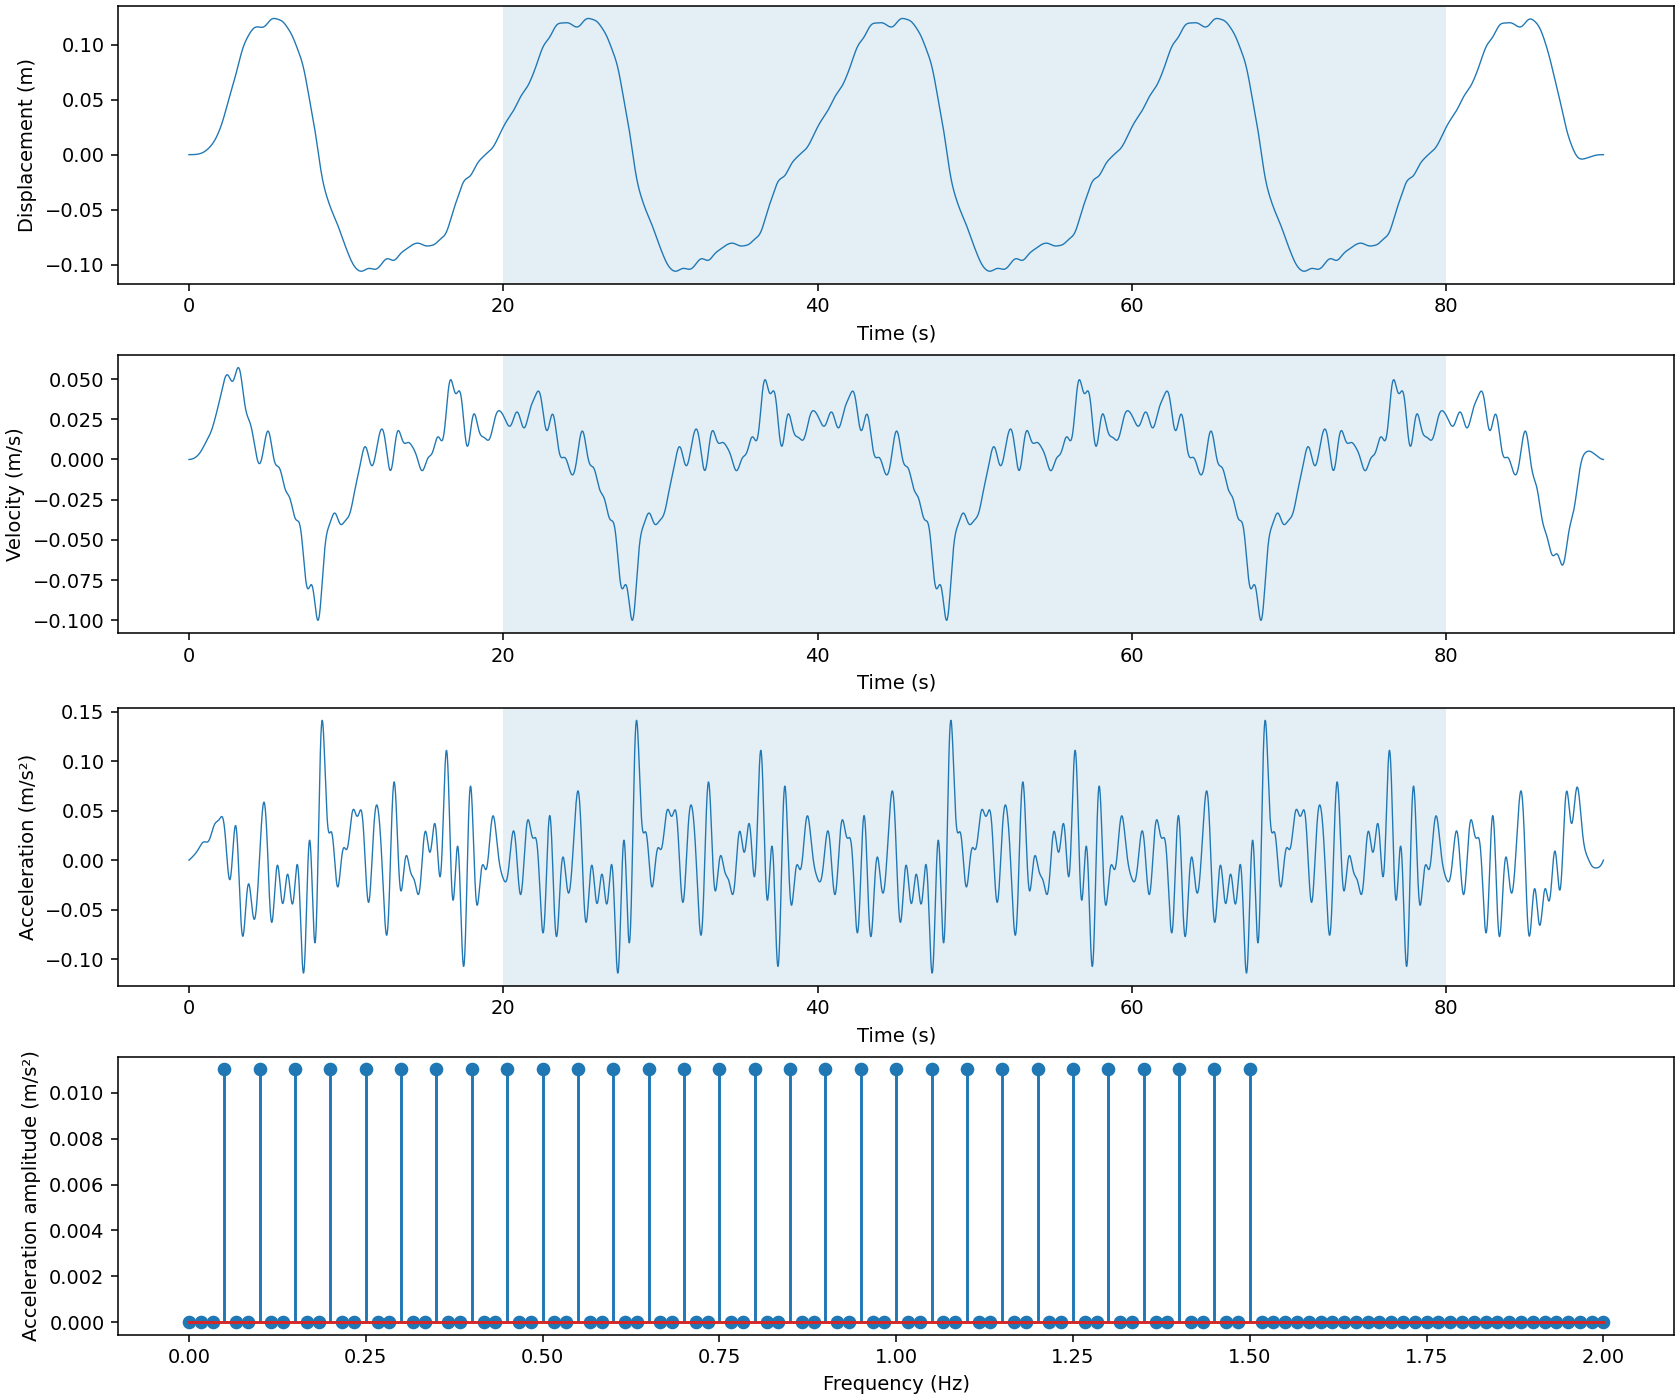 0.10
0.05
0.00
−0.05
−0.10
Displacement (m)
0 20 40 60 80
Time (s)
0.050
0.025
0.000
−0.025
−0.050
−0.075
−0.100
Velocity (m/s)
0 20 40 60 80
Time (s)
0.15
0.10
0.05
0.00
−0.05
−0.10
Acceleration (m/s²)
0 20 40 60 80
Time (s)
0.010
0.008
0.006
0.004
0.002
0.000
Acceleration amplitude (m/s²)
0.00 0.25 0.50 0.75 1.00 1.25 1.50 1.75 2.00
Frequency (Hz)